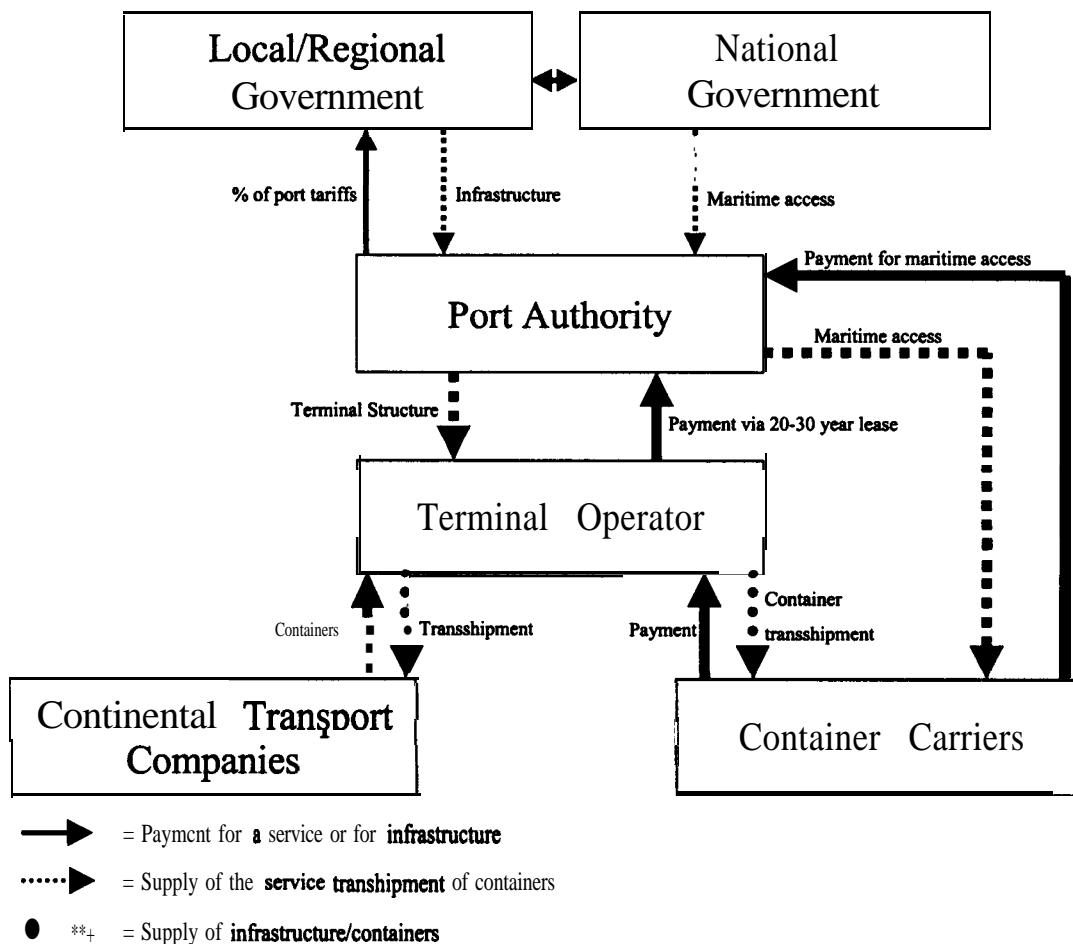 Local/Regional
Government
National
Government
% of port tariffs
Infrastructure
Maritime access
Payment for maritime access
Port Authority
Maritime access
Terminal Structure
Payment via 20-30 year lease
Terminal Operator
Containers
Transshipment
Payment
Container
transshipment
Continental Transport
Companies
Container Carriers
= Paymcnt for a service or for infrastructure
= Supply of the service transhipment of containers
**+ = Supply of infrastructure/containers